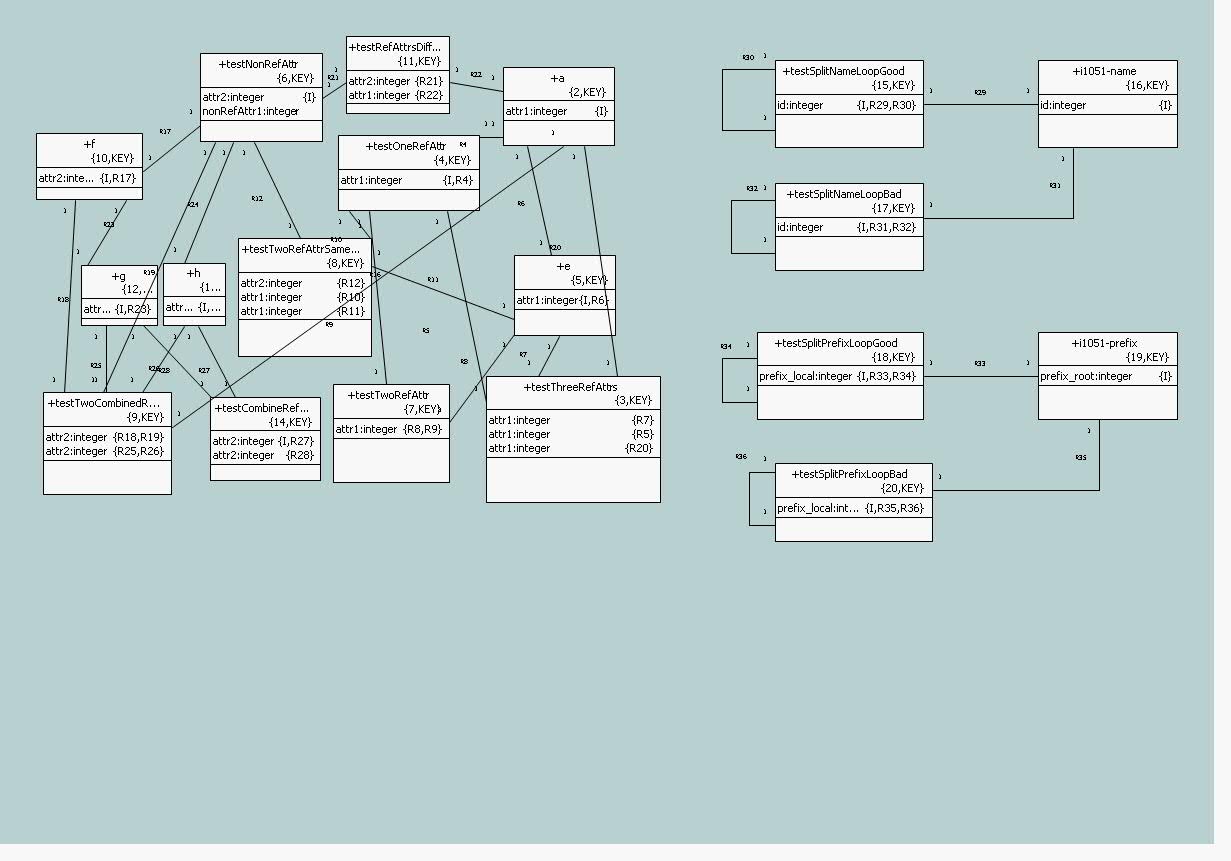 +testNonRefAttr
{6,KEY}
attr2:integer {I}
nonRefAttr1:integer
+testRefAttrsDiff...
{11,KEY}
attr2:integer {R21}
attr1:integer {R22}
+a
{2,KEY}
attr1:integer {I}
+f
{10,KEY}
attr2:inte... {I,R17}
+testOneRefAttr
{4,KEY}
attr1:integer {I,R4}
+testTwoRefAttrSame...
{8,KEY}
attr2:integer {R12}
attr1:integer {R10}
attr1:integer {R11}
+g
{12,...
attr... {I,R23}
+h
{1...
attr... {I,...
+e
{5,KEY}
attr1:integer{I,R6}
+testTwoCombinedR...
{9,KEY}
attr2:integer {R18,R19}
attr2:integer {R25,R26}
+testCombineRef...
{14,KEY}
attr2:integer {I,R27}
attr2:integer {R28}
+testTwoRefAttr
{7,KEY}
attr1:integer {R8,R9}
+testThreeRefAttrs
{3,KEY}
attr1:integer {R7}
attr1:integer {R5}
attr1:integer {R20}
R21
R22
R17
R4
R24
R12
R6
R23
R10
R20
R19
R16
R11
R18
R9
R5
R7
R8
R25
R28
R27
+testSplitNameLoopGood
{15,KEY}
id:integer {I,R29,R30}
R30
R29
+i1051-name
{16,KEY}
id:integer {I}
+testSplitNameLoopBad
{17,KEY}
id:integer {I,R31,R32}
R32
R31
+testSplitPrefixLoopGood
{18,KEY}
prefix_local:integer {I,R33,R34}
R34
R33
+i1051-prefix
{19,KEY}
prefix_root:integer {I}
+testSplitPrefixLoopBad
{20,KEY}
prefix_local:int... {I,R35,R36}
R36
R35